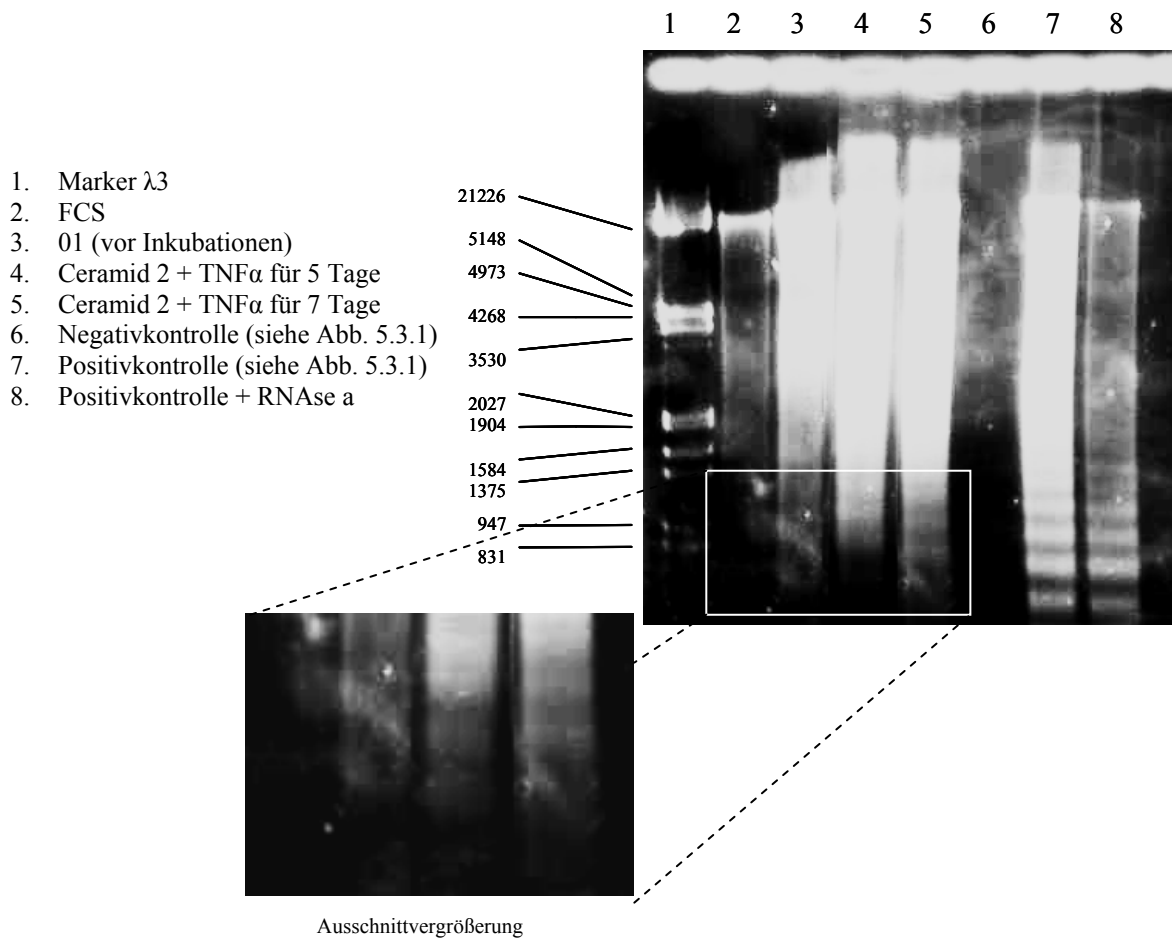 1 2 3 4 5 6 7 8
1. Marker λ3
2. FCS
3. 01 (vor Inkubationen)
4. Ceramid 2 + TNFα für 5 Tage
5. Ceramid 2 + TNFα für 7 Tage
6. Negativkontrolle (siehe Abb. 5.3.1)
7. Positivkontrolle (siehe Abb. 5.3.1)
8. Positivkontrolle + RNAse a
21226
5148
4973
4268
3530
2027
1904
1584
1375
947
831
Ausschnittvergrößerung